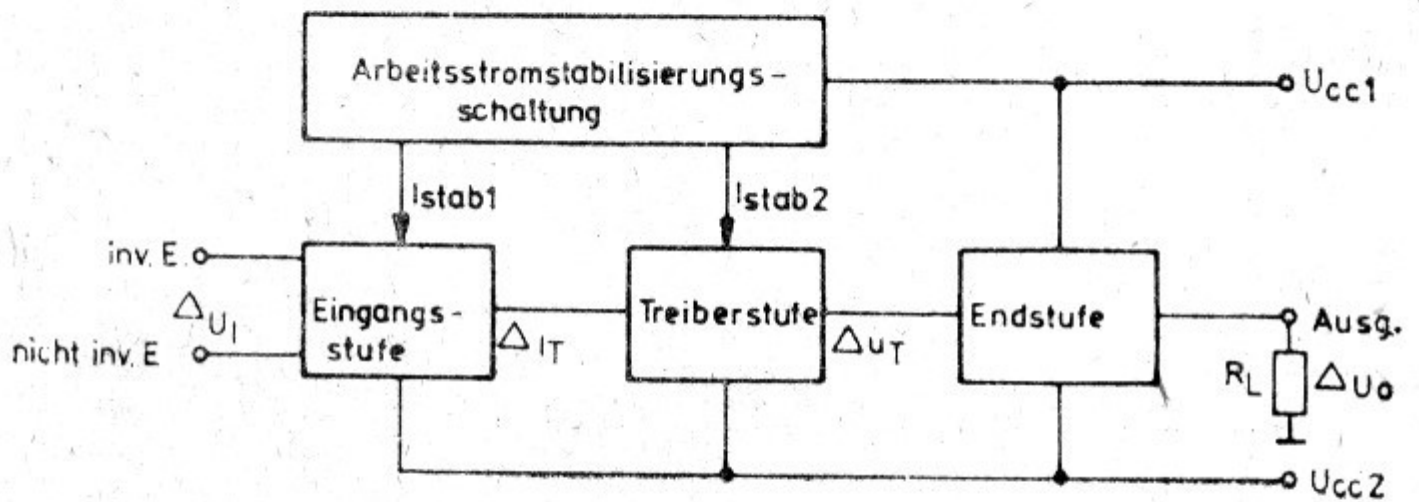 Arbeitsstromstabilisierungs-
schaltung
Ucc1
Istab1
Istab2
inv. E.
ΔUI
nicht inv. E
Eingangs-
stufe
ΔIT
Treiberstufe
ΔUT
Endstufe
Ausg.
RL
ΔUo
Ucc2